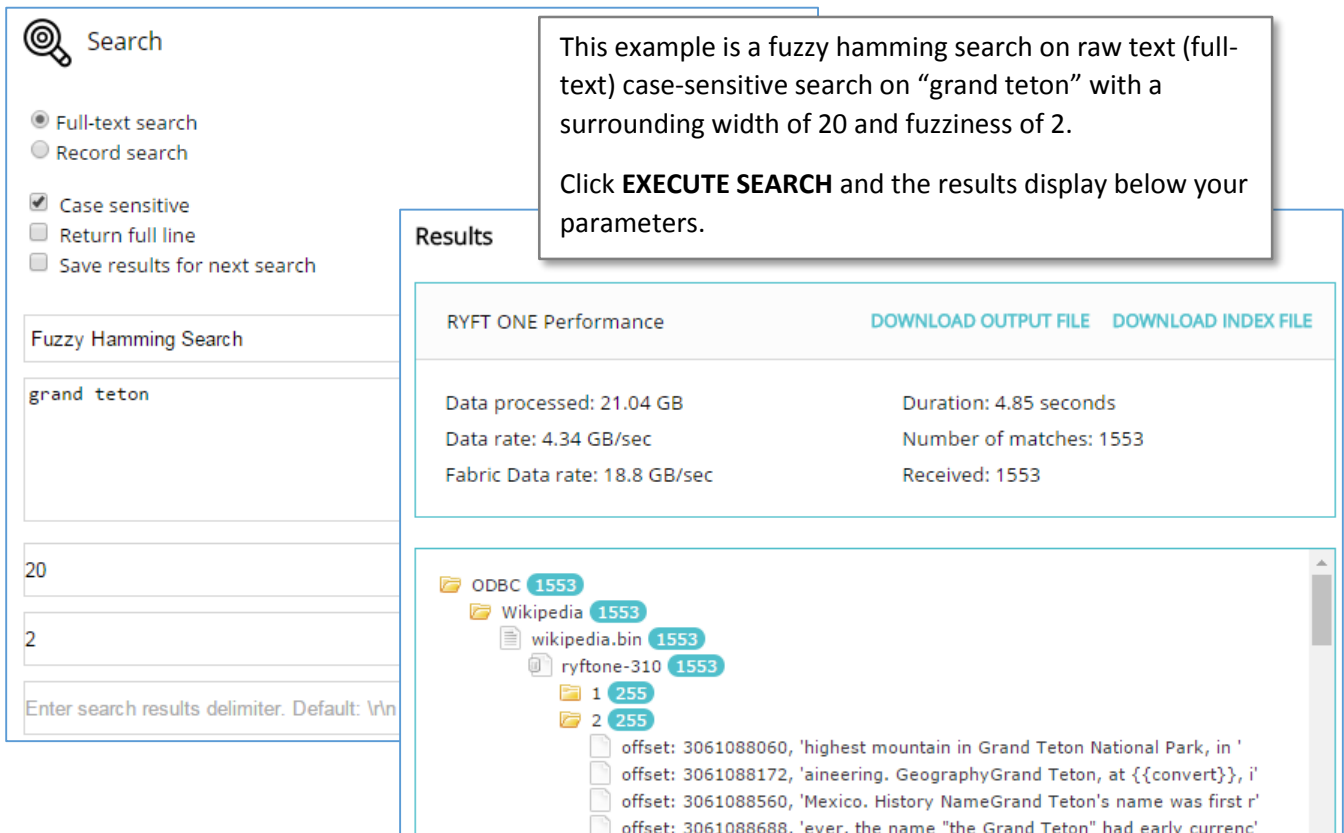 Search
Full-text search
Record search
Case sensitive
Return full line
Save results for next search
Fuzzy Hamming Search
grand teton
20
2
Enter search results delimiter. Default: \r\n
This example is a fuzzy hamming search on raw text (full-
text) case-sensitive search on “grand teton” with a
surrounding width of 20 and fuzziness of 2.
Click EXECUTE SEARCH and the results display below your
parameters.
Results
RYFT ONE Performance
DOWNLOAD OUTPUT FILE DOWNLOAD INDEX FILE
Data processed: 21.04 GB
Duration: 4.85 seconds
Data rate: 4.34 GB/sec
Number of matches: 1553
Fabric Data rate: 18.8 GB/sec
Received: 1553
ODBC 1553
Wikipedia 1553
wikipedia.bin 1553
ryftone-310 1553
1 255
2 255
offset: 3061088060, 'highest mountain in Grand Teton National Park, in '
offset: 3061088172, 'aineering. GeographyGrand Teton, at {{convert}}, i'
offset: 3061088560, 'Mexico. History NameGrand Teton's name was first r'
offset: 3061088688, 'ever, the name "the Grand Teton" had early currenc'